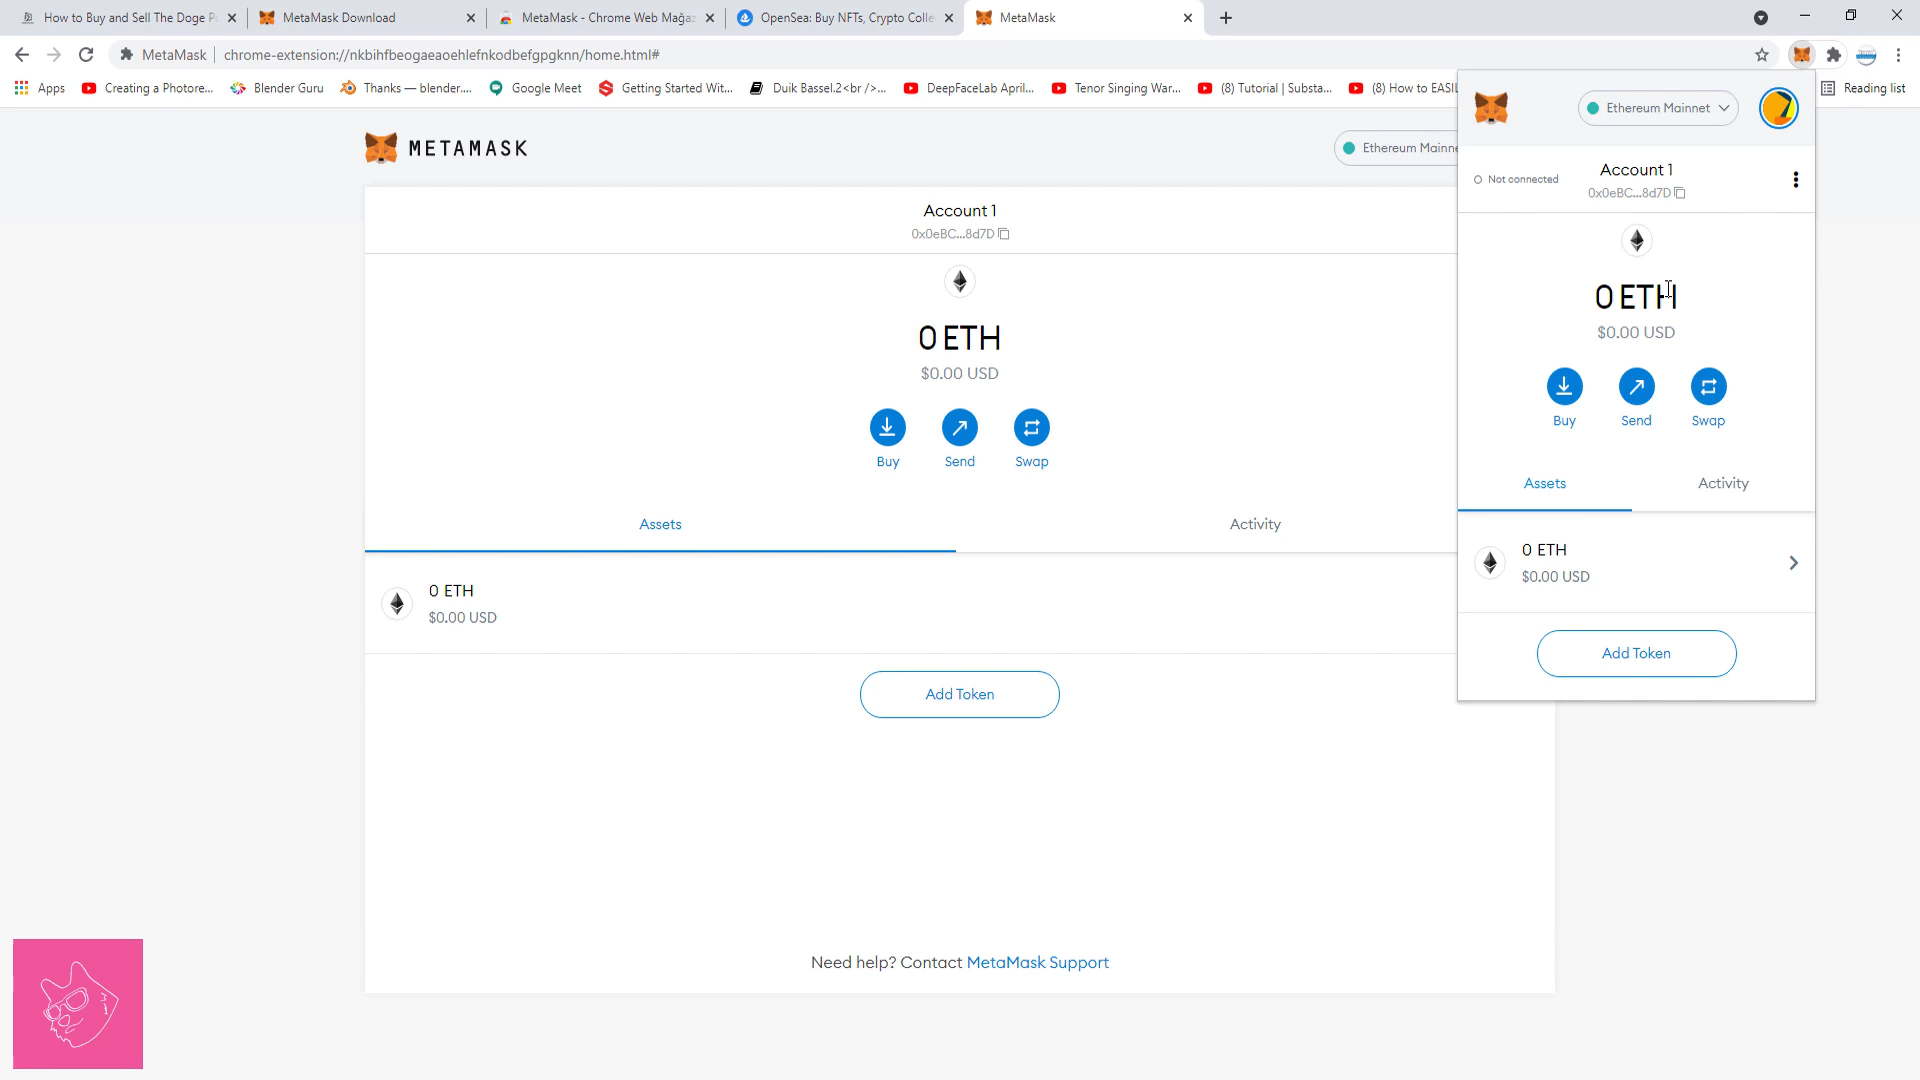 How to Buy and Sell The Doge P
MetaMask Download
MetaMask - Chrome Web Mağaz
OpenSea: Buy NFTs, Crypto Colle
MetaMask
MetaMask
chrome-extension://nkbihfbeogaeaoehlefnkodbefgpgknn/home.html#
Apps
Creating a Photore...
Blender Guru
Thanks — blender....
Google Meet
Getting Started Wit...
Duik Bassel.2<br />...
DeepFaceLab April...
Tenor Singing War...
(8) Tutorial | Substa...
(8) How to EASIL
Reading list
METAMASK
Ethereum Mainne
Account 1
0x0eBC...8d7D
0 ETH
$0.00 USD
Buy
Send
Swap
Assets
Activity
0 ETH
$0.00 USD
Add Token
Need help? Contact MetaMask Support
Ethereum Mainnet
Not connected
Account 1
0x0eBC...8d7D
0 ETH
$0.00 USD
Buy
Send
Swap
Assets
Activity
0 ETH
$0.00 USD
Add Token